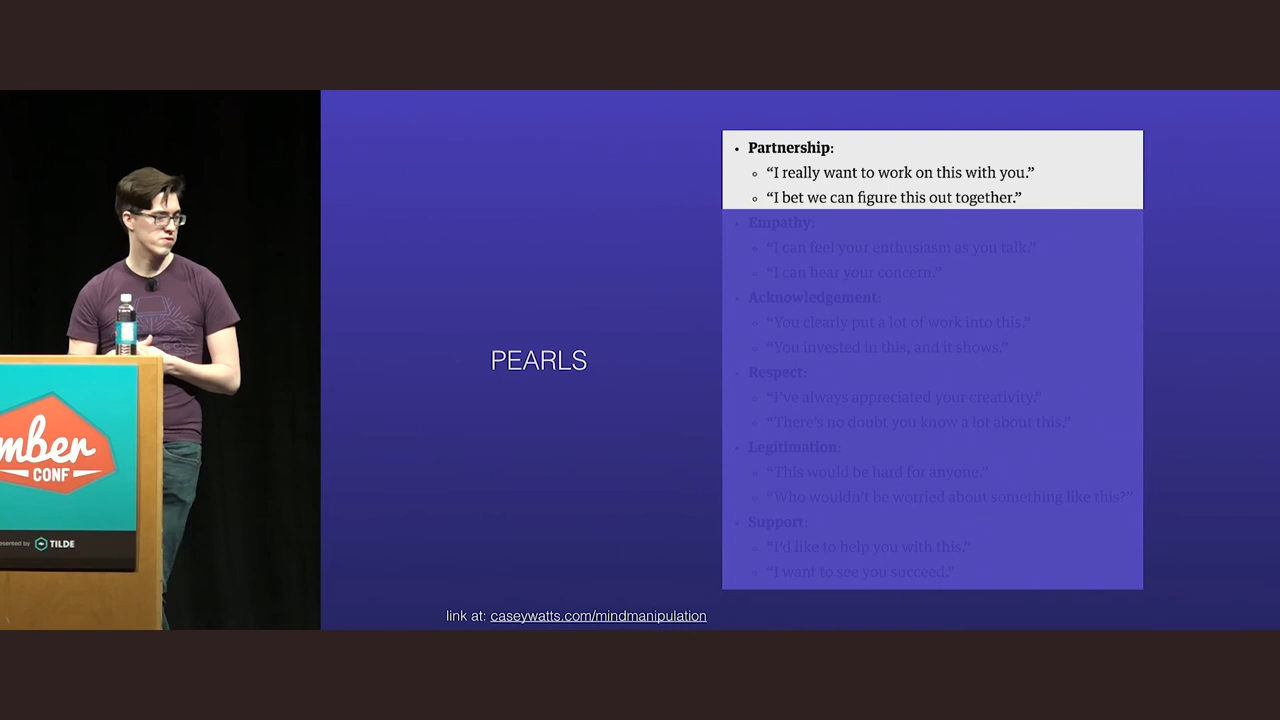 mber
CONF
esented by TILDE
PEARLS
• Partnership:
◦ “I really want to work on this with you.”
◦ “I bet we can figure this out together.”
• Empathy:
◦ “I can feel your enthusiasm as you talk.”
◦ “I can hear your concern.”
• Acknowledgement:
◦ “You clearly put a lot of work into this.”
◦ “You invested in this, and it shows.”
• Respect:
◦ “I’ve always appreciated your creativity.”
◦ “There’s no doubt you know a lot about this.”
• Legitimation:
◦ “This would be hard for anyone.”
◦ “Who wouldn’t be worried about something like this?”
• Support:
◦ “I’d like to help you with this.”
◦ “I want to see you succeed.”
link at: caseywatts.com/mindmanipulation